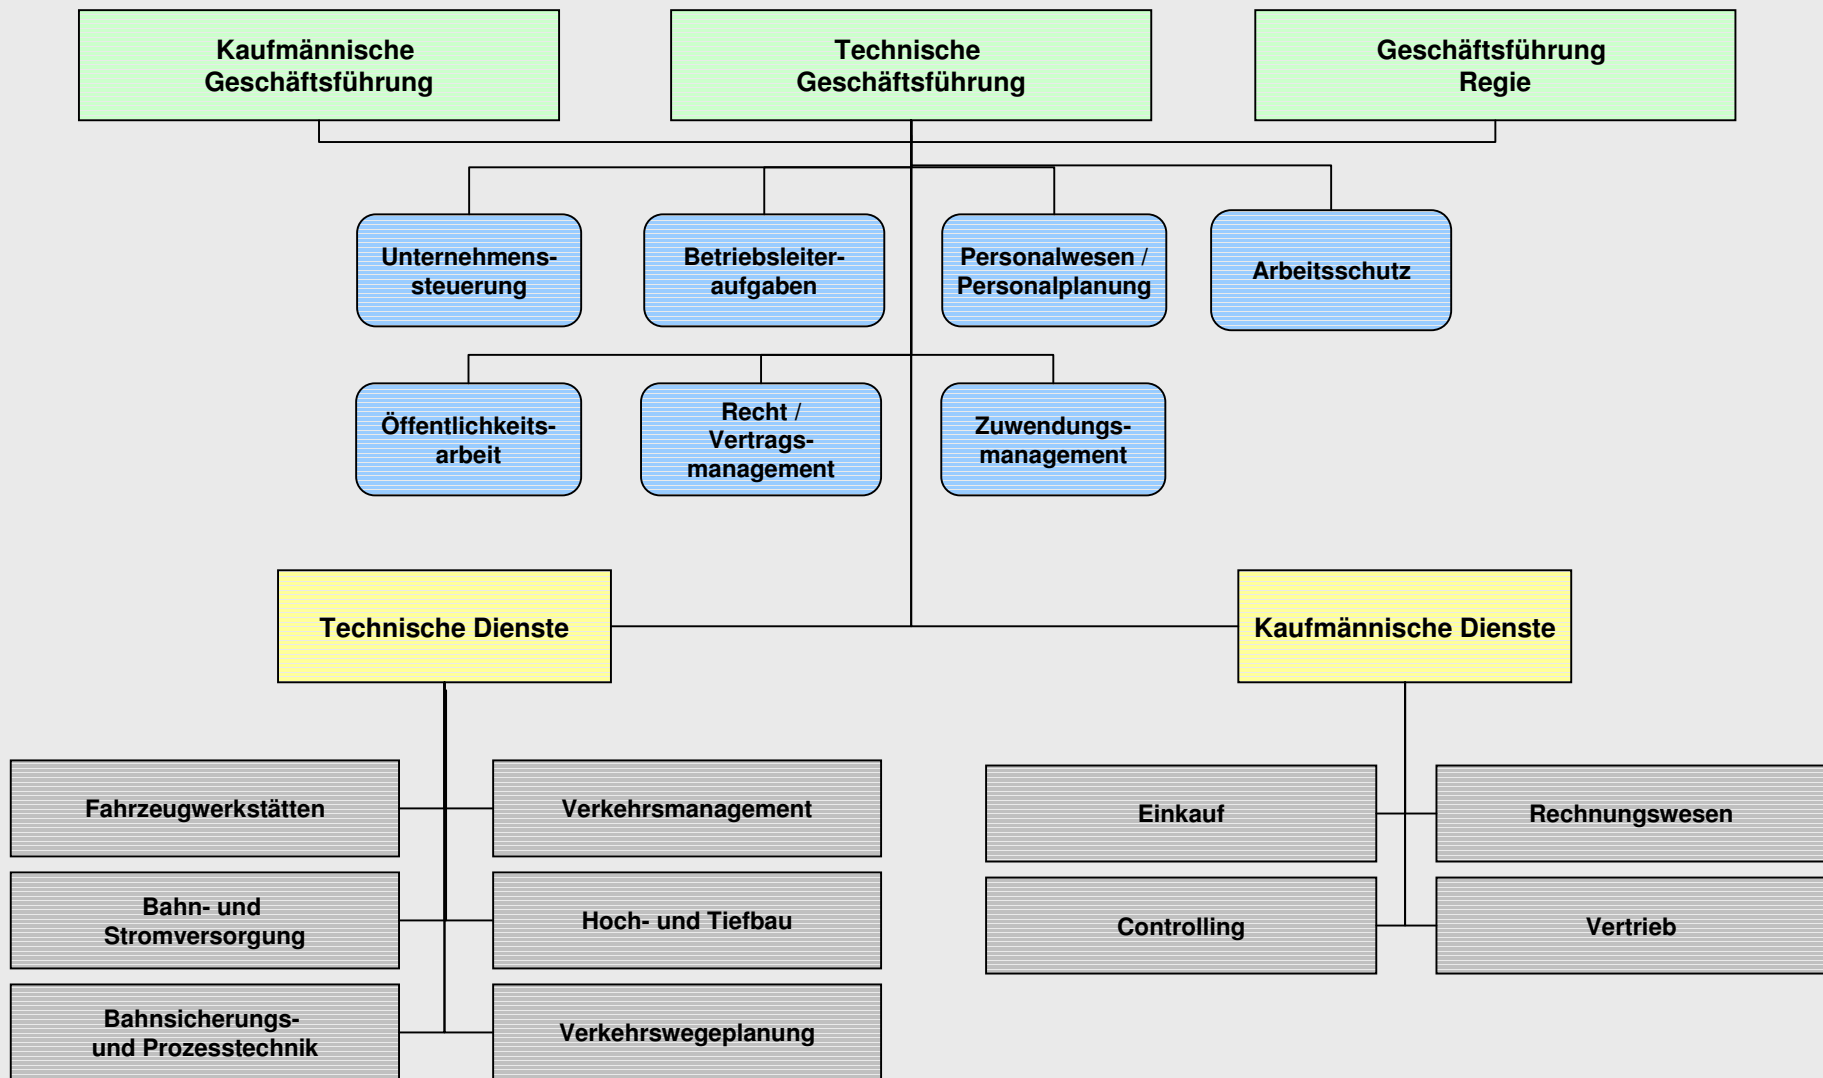 Kaufmännische
Geschäftsführung
Technische
Geschäftsführung
Geschäftsführung
Regie
Unternehmens-
steuerung
Betriebsleiter-
aufgaben
Personalwesen /
Personalplanung
Arbeitsschutz
Öffentlichkeits-
arbeit
Recht /
Vertrags-
management
Zuwendungs-
management
Technische Dienste
Kaufmännische Dienste
Fahrzeugwerkstätten
Verkehrsmanagement
Bahn- und
Stromversorgung
Hoch- und Tiefbau
Bahnsicherungs-
und Prozesstechnik
Verkehrswegeplanung
Einkauf
Rechnungswesen
Controlling
Vertrieb